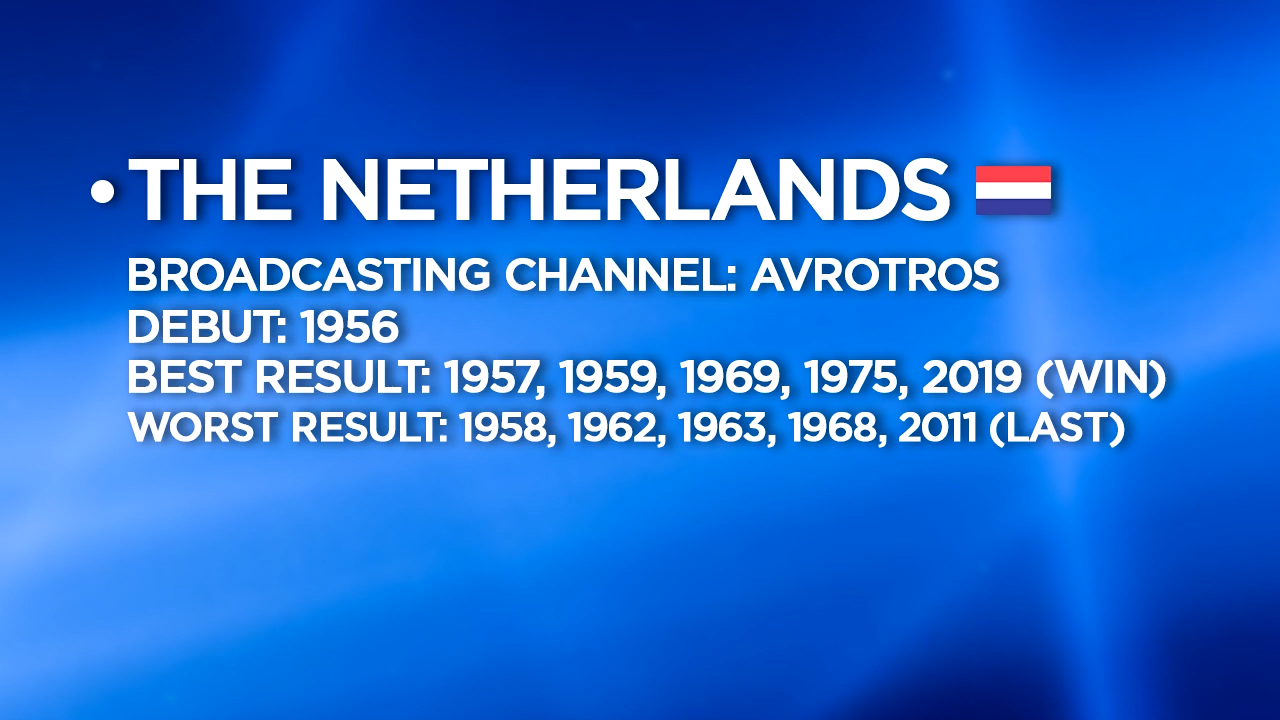 • THE NETHERLANDS
BROADCASTING CHANNEL: AVROTROS
DEBUT: 1956
BEST RESULT: 1957, 1959, 1969, 1975, 2019 (WIN)
WORST RESULT: 1958, 1962, 1963, 1968, 2011 (LAST)